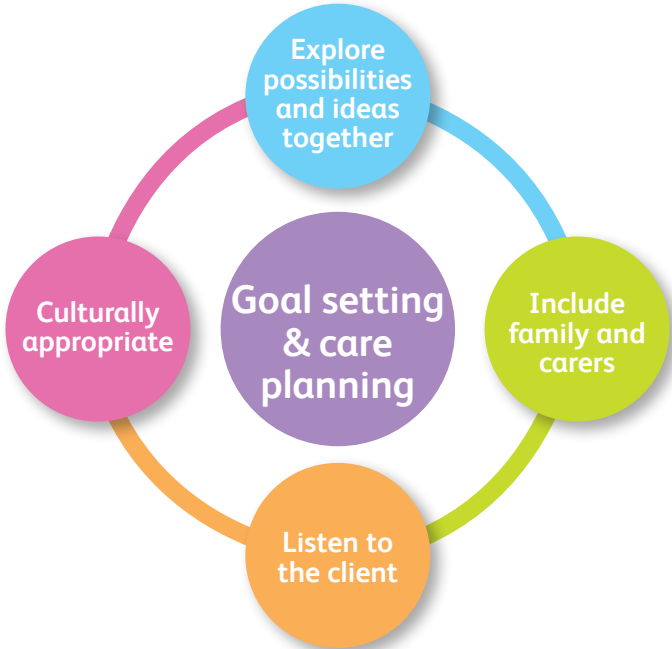 Explore
possibilities
and ideas
together
Culturally
appropriate
Goal setting
& care
planning
Include
family and
carers
Listen to
the client